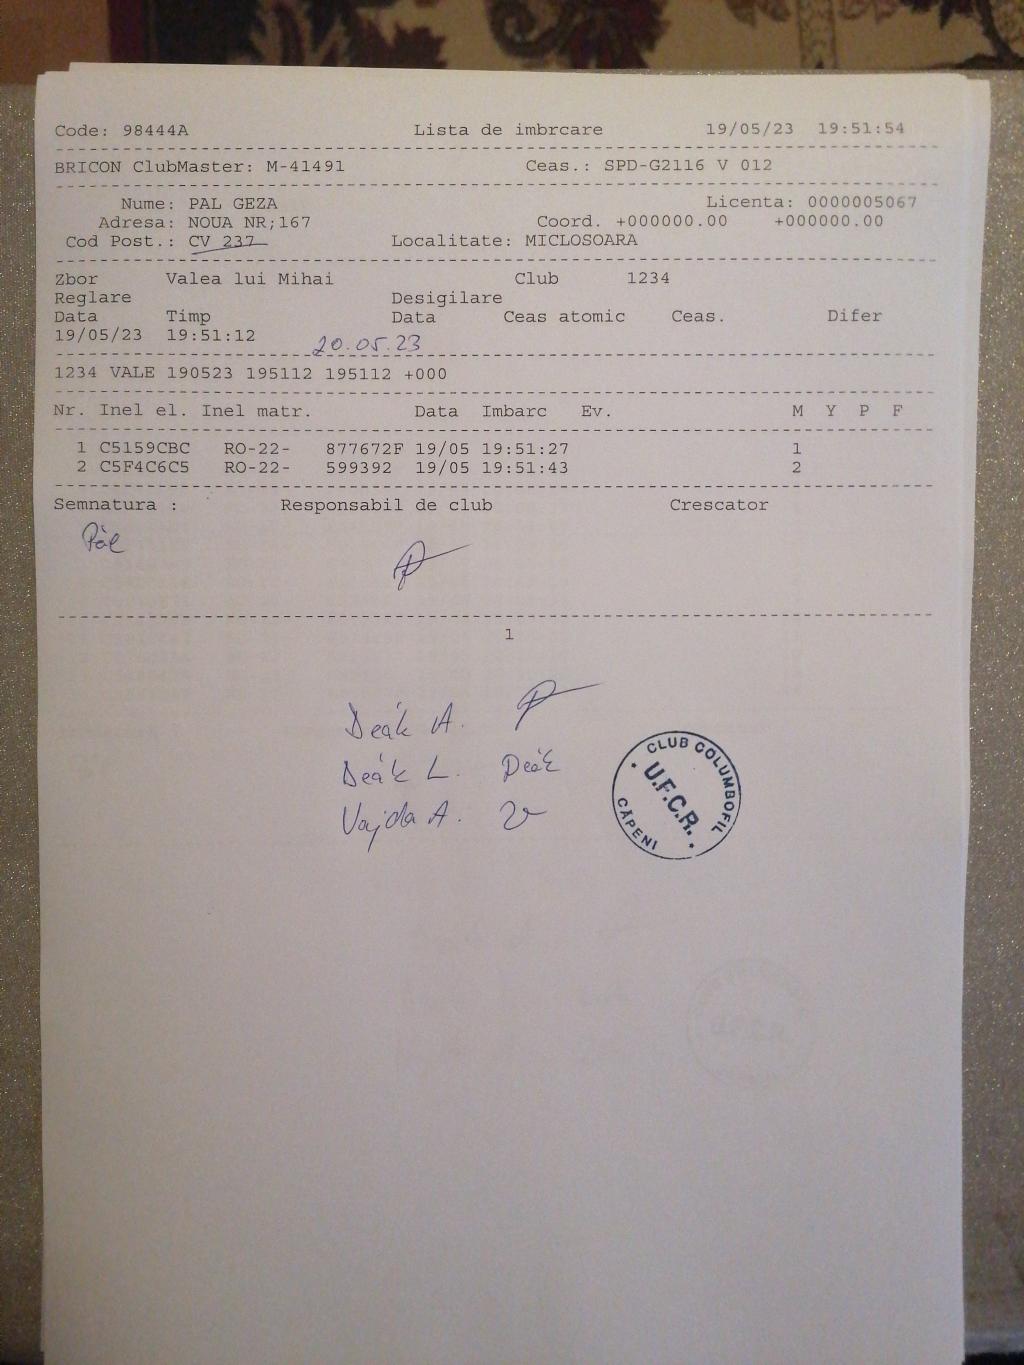 Code: 98444A Lista de imbrcare 19/05/23 19:51:54
BRICON ClubMaster: M-41491 Ceas.: SPD-G2116 V 012
Nume: PAL GEZA Licenta: 0000005067
Adresa: NOUA NR;167 Coord. +000000.00 +000000.00
Cod Post.: CV 237 Localitate: MICLOSOARA
Zbor Valea lui Mihai Club 1234
Reglare Desigilare
Data Timp Data Ceas atomic Ceas. Difer
19/05/23 19:51:12
20.05.23
1234 VALE 190523 195112 195112 +000
Nr. Inel el. Inel matr. Data Imbarc Ev. M Y P F
1 C5159CBC RO-22- 877672F 19/05 19:51:27 1
2 C5F4C6C5 RO-22- 599392 19/05 19:51:43 2
Semnatura : Responsabil de club Crescator
Pál
1
Deák A.
Deák L. Deák
Vajda A.
CLUB COLUMBOFIL
U.F.C.R.
CĂPENI